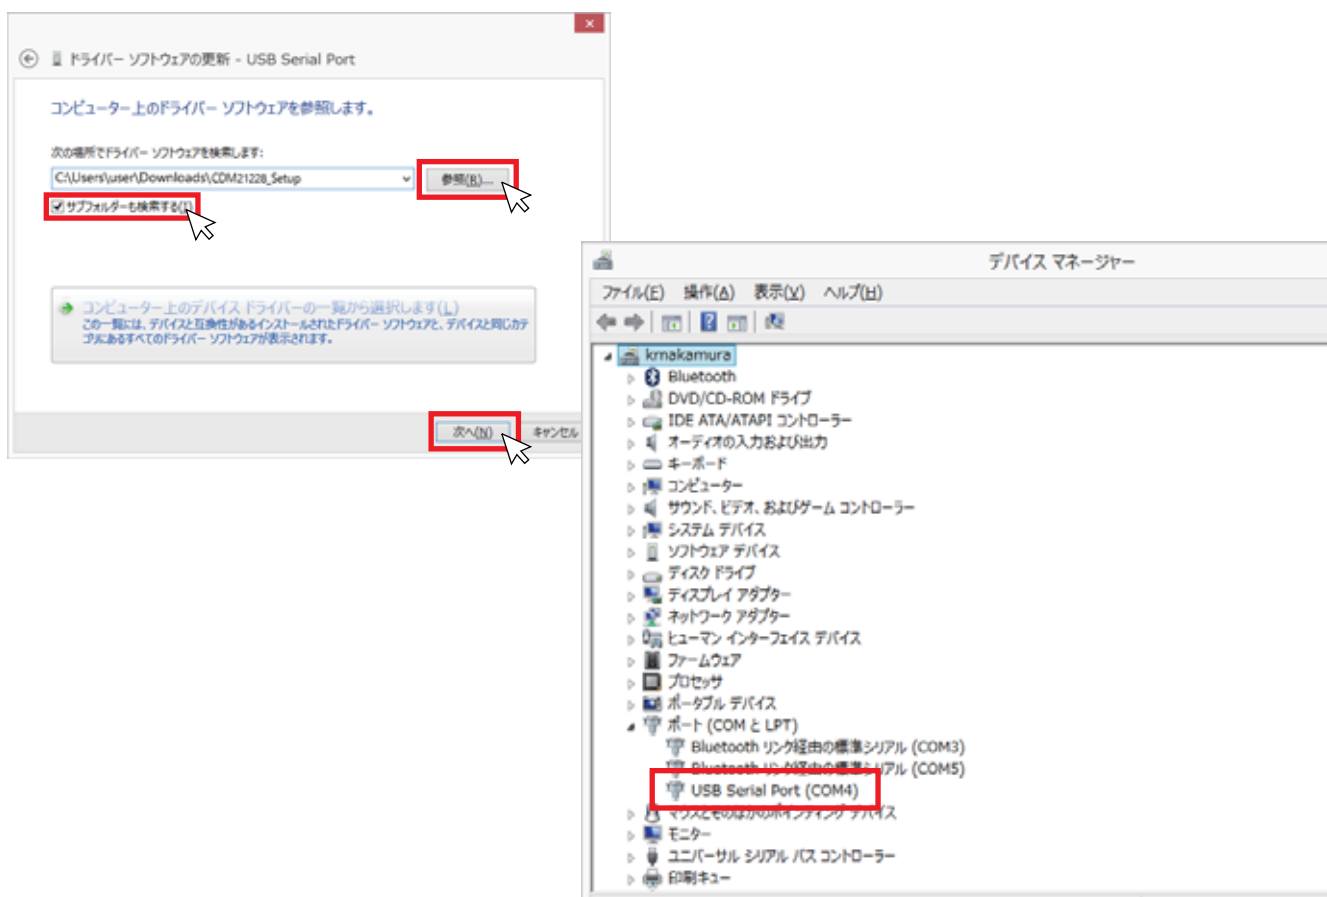 ドライバー ソフトウェアの更新 - USB Serial Port
コンピューター上のドライバー ソフトウェアを参照します。
次の場所でドライバー ソフトウェアを検索します:
C:\Users\user\Downloads\CDM21228_Setup
参照(R)...
サブフォルダーも検索する(I)
コンピューター上のデバイス ドライバーの一覧から選択します(L)
この一覧には、デバイスと互換性があるインストールされたドライバー ソフトウェアと、デバイスと同じカテ
ゴリにあるすべてのドライバー ソフトウェアが表示されます。
次へ(N)
キャンセル
デバイス マネージャー
ファイル(F) 操作(A) 表示(V) ヘルプ(H)
krnakamura
Bluetooth
DVD/CD-ROM ドライブ
IDE ATA/ATAPI コントローラー
オーディオの入力および出力
キーボード
コンピューター
サウンド、ビデオ、およびゲーム コントローラー
システム デバイス
ソフトウェア デバイス
ディスク ドライブ
ディスプレイ アダプター
ネットワーク アダプター
ヒューマン インターフェイス デバイス
ファームウェア
プロセッサ
ポータブル デバイス
ポート (COM と LPT)
Bluetooth リンク経由の標準シリアル (COM3)
Bluetooth リンク経由の標準シリアル (COM5)
USB Serial Port (COM4)
マウスとそのほかのポインティング デバイス
モニター
ユニバーサル シリアル バス コントローラー
印刷キュー